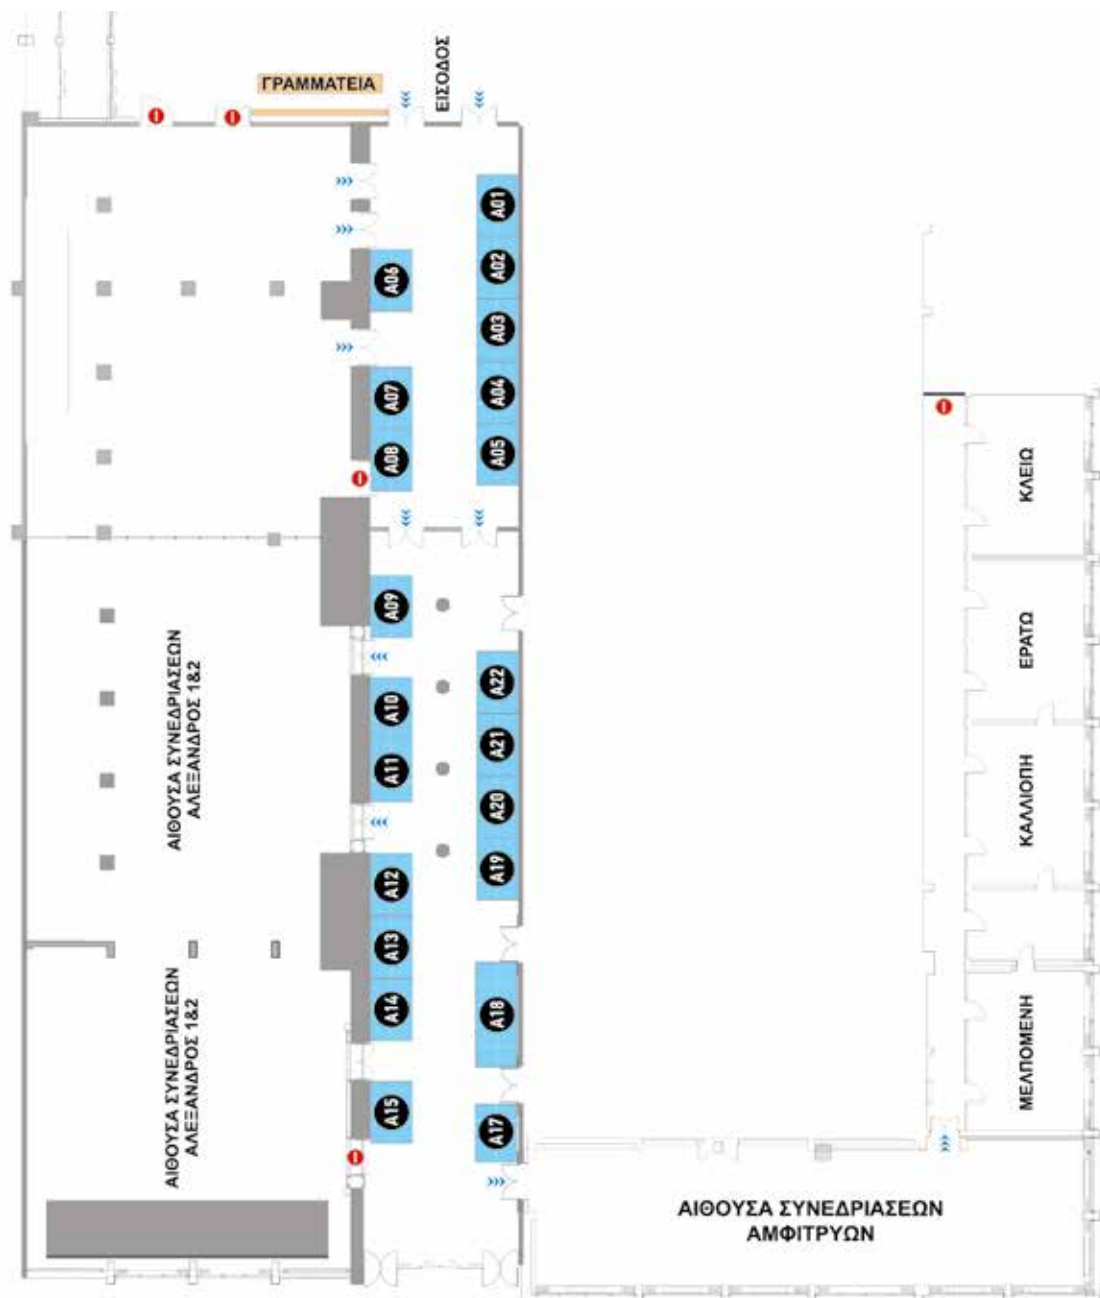 ΓΡΑΜΜΑΤΕΙΑ
ΕΙΣΟΔΟΣ
A01
A02
A03
A04
A05
A06
A07
A08
A09
A10
A11
A12
A13
A14
A15
A22
A21
A20
A19
A18
A17
ΑΙΘΟΥΣΑ ΣΥΝΕΔΡΙΑΣΕΩΝ
ΑΛΕΞΑΝΔΡΟΣ 1&2
ΑΙΘΟΥΣΑ ΣΥΝΕΔΡΙΑΣΕΩΝ
ΑΛΕΞΑΝΔΡΟΣ 1&2
ΚΛΕΙΩ
ΕΡΑΤΩ
ΚΑΛΛΙΟΠΗ
ΜΕΛΠΟΜΕΝΗ
ΑΙΘΟΥΣΑ ΣΥΝΕΔΡΙΑΣΕΩΝ
ΑΜΦΙΤΡΥΩΝ